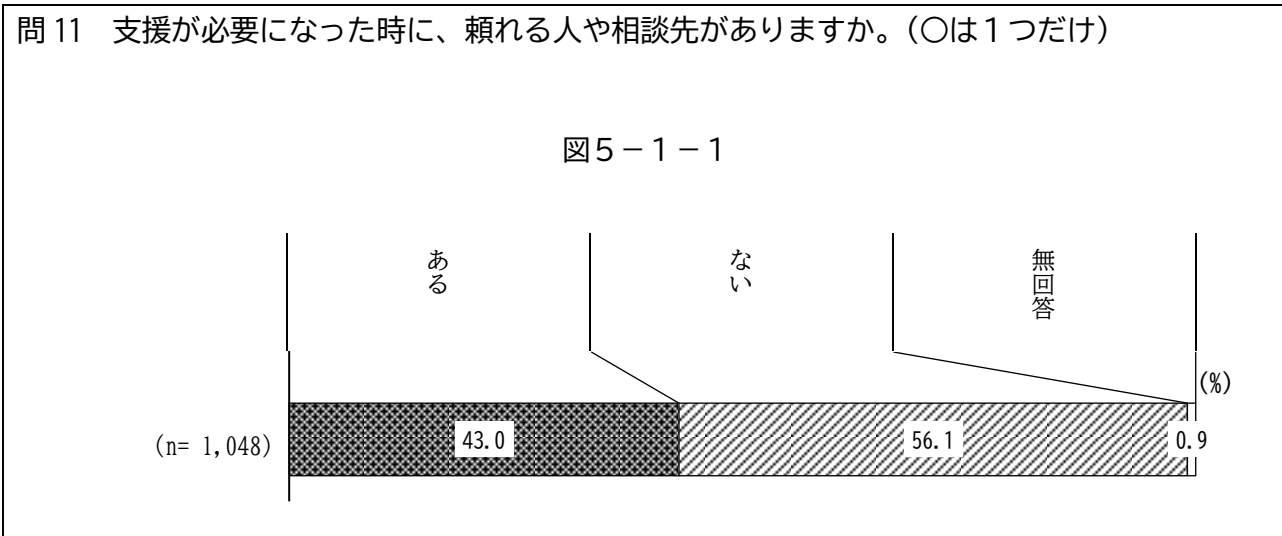 問11 支援が必要になった時に、頼れる人や相談先がありますか。(○は1つだけ)
図5-1-1
ある
ない
無回答
(%)
(n= 1,048)
43.0
56.1
0.9